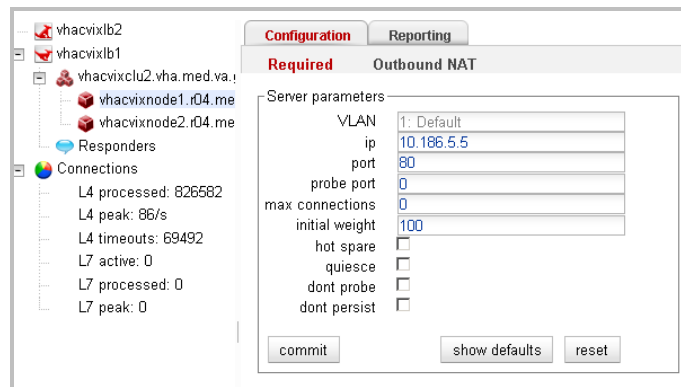 vhacvixlb2
vhacvixlb1
vhacvixclu2.vha.med.va.g
vhacvixnode1.r04.me
vhacvixnode2.r04.me
Responders
Connections
L4 processed: 826582
L4 peak: 86/s
L4 timeouts: 69492
L7 active: 0
L7 processed: 0
L7 peak: 0
Configuration Reporting
Required Outbound NAT
Server parameters
VLAN 1: Default
ip 10.186.5.5
port 80
probe port 0
max connections 0
initial weight 100
hot spare
quiesce
dont probe
dont persist
commit show defaults reset